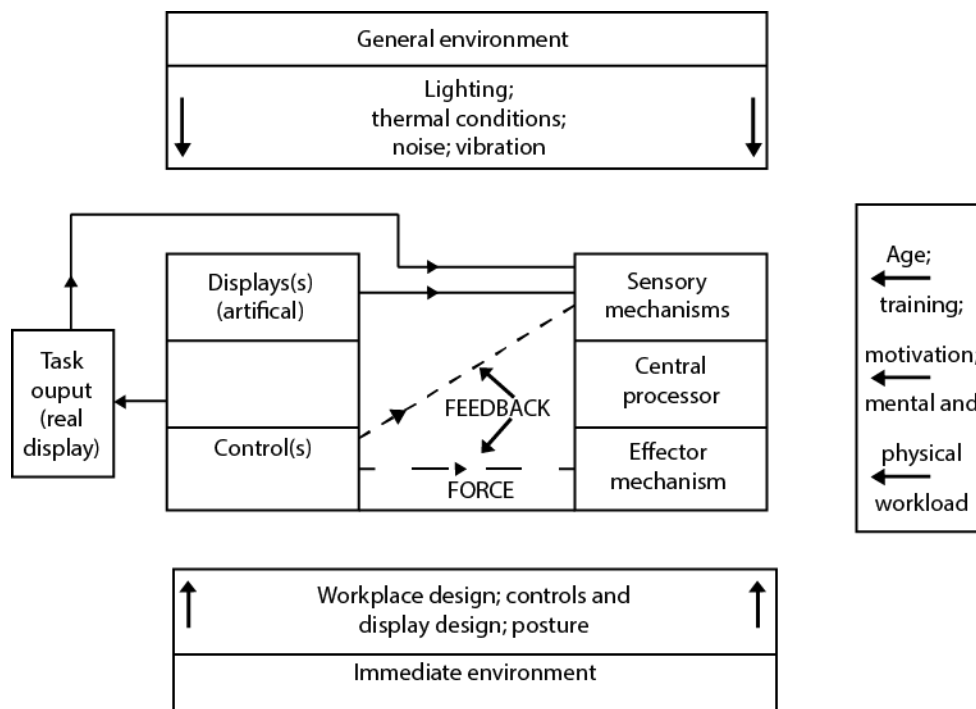 General environment
Lighting;
thermal conditions;
noise; vibration
Displays(s)
(artifical)
Sensory
mechanisms
Age;
training;
motivation;
mental and
physical
workload
Task
ouput
(real
display)
Central
processor
FEEDBACK
Control(s)
Effector
mechanism
FORCE
Workplace design; controls and
display design; posture
Immediate environment